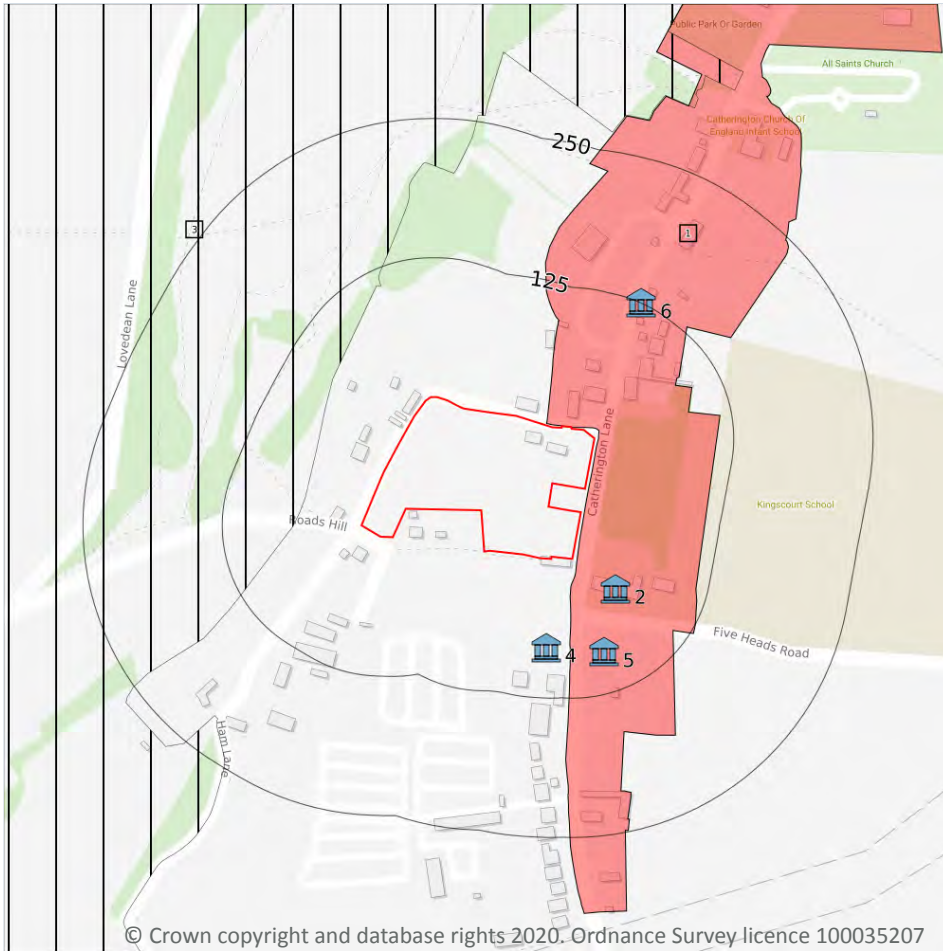 Public Park Or Garden
All Saints Church
Catherington Church Of
England Infant School
250
3
1
Lovedean Lane
125
6
Catherington Lane
Kingscourt School
Roads Hill
2
Five Heads Road
4
5
Ham Lane
© Crown copyright and database rights 2020. Ordnance Survey licence 100035207